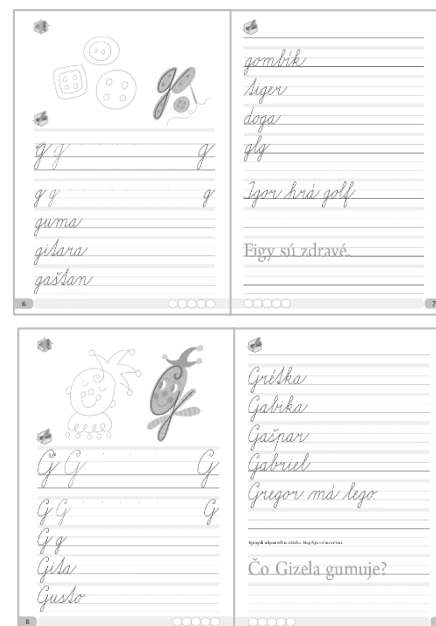 g g g
g g g
guma
gitara
gaštan
6
gombík
tiger
doga
glg
Igor hrá golf.
Figy sú zdravé.
7
G G G
G G G
G g
Gita
Gusto
8
Grétka
Gabika
Gašpar
Gabriel
Gregor má lego.
Čo Gizela gumuje?